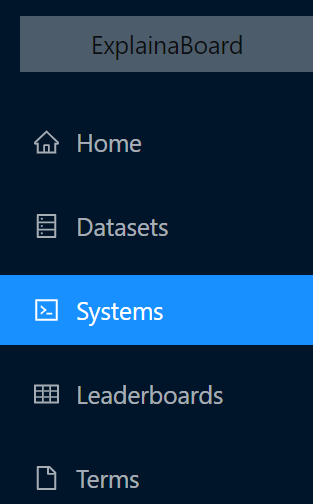 ExplainaBoard
Home
Datasets
Systems
Leaderboards
Terms